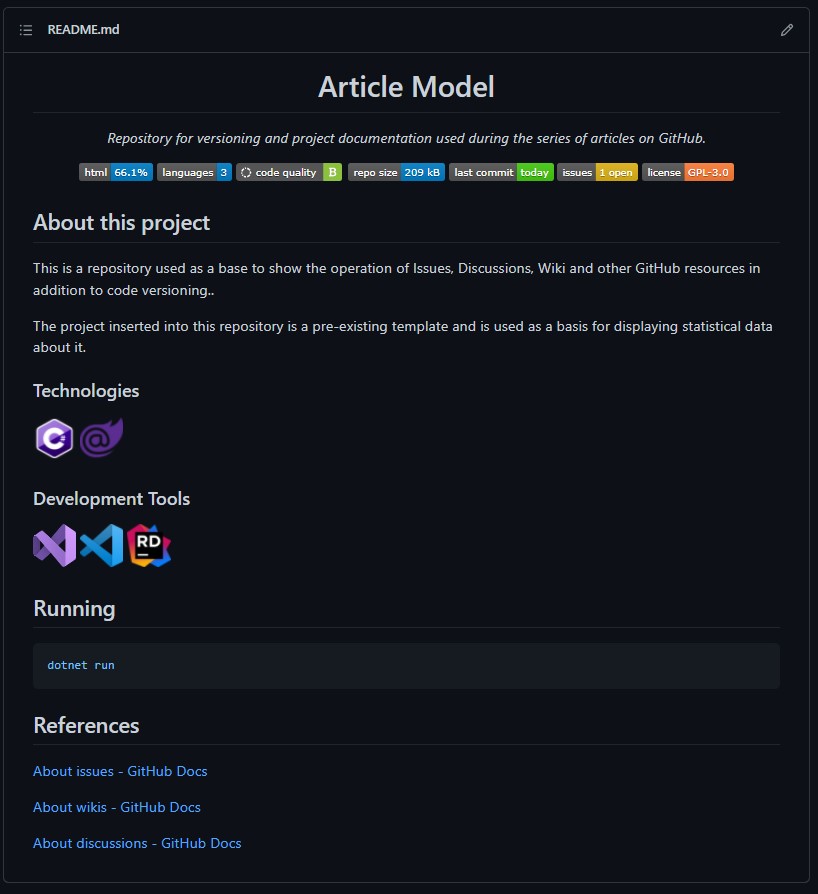 README.md
Article Model
Repository for versioning and project documentation used during the series of articles on GitHub.
html 66.1% languages 3 code quality B repo size 209 kB last commit today issues 1 open license GPL-3.0
About this project
This is a repository used as a base to show the operation of Issues, Discussions, Wiki and other GitHub resources in
addition to code versioning..
The project inserted into this repository is a pre-existing template and is used as a basis for displaying statistical data
about it.
Technologies
C @
Development Tools
RD
Running
dotnet run
References
About issues - GitHub Docs
About wikis - GitHub Docs
About discussions - GitHub Docs